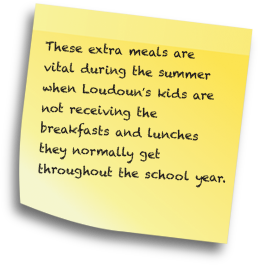 These extra meals are
vital during the summer
when Loudoun's kids are
not receiving the
breakfasts and lunches
they normally get
throughout the school year.